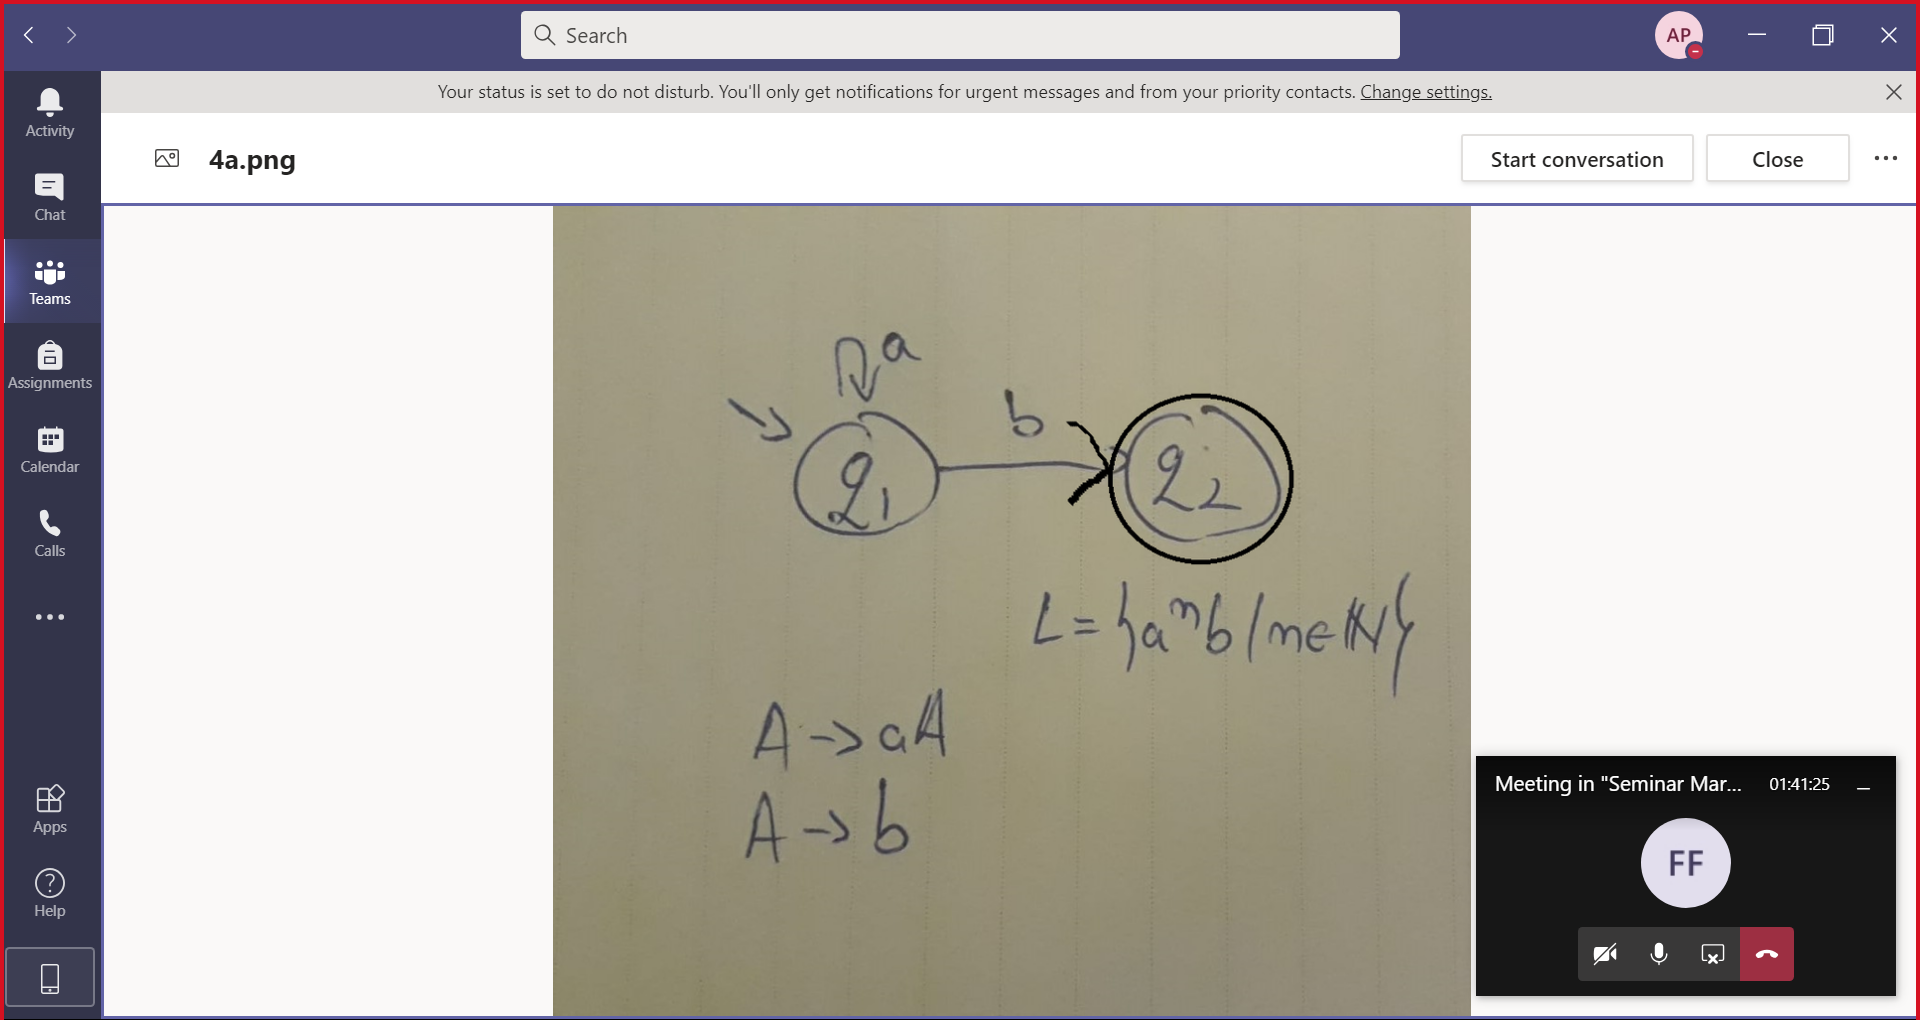 Search
AP
Your status is set to do not disturb. You'll only get notifications for urgent messages and from your priority contacts. Change settings.
Activity
Chat
Teams
Assignments
Calendar
Calls
Apps
Help
4a.png
Start conversation
Close
a
b
q1
q2
L = {a^n b / n ∈ ℕ}
A → aA
A → b
Meeting in "Seminar Mar... 01:41:25
FF